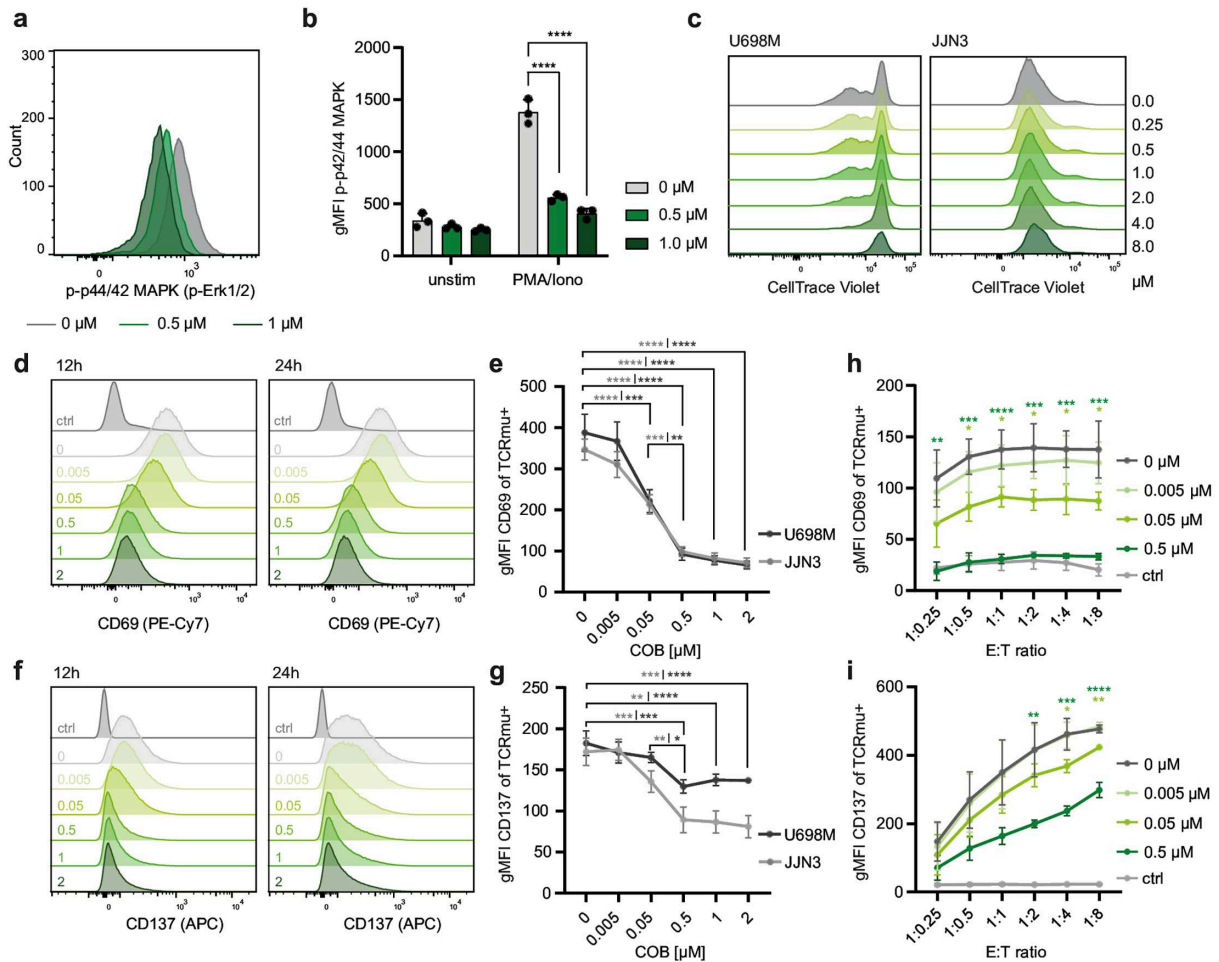 a
300
200
100
0
Count
0
10³
p-p44/42 MAPK (p-Erk1/2)
0 µM
0.5 µM
1 µM
b
2000
1500
1000
500
0
gMFI p-p42/44 MAPK
****
****
unstim
PMA/Iono
0 µM
0.5 µM
1.0 µM
c
U698M
JJN3
0.0
0.25
0.5
1.0
2.0
4.0
8.0
µM
0
10⁴
10⁵
CellTrace Violet
0
10⁴
10⁵
CellTrace Violet
d
12h
24h
ctrl
0
0.005
0.05
0.5
1
2
0
10³
10⁴
CD69 (PE-Cy7)
ctrl
0
0.005
0.05
0.5
1
2
0
10³
10⁴
CD69 (PE-Cy7)
e
****|****
****|****
****|****
****|***
***|**
500
400
300
200
100
0
gMFI CD69 of TCRmu+
U698M
JJN3
0
0.005
0.05
0.5
1
2
COB [µM]
h
200
150
100
50
0
gMFI CD69 of TCRmu+
**
***
*
****
*
***
*
***
*
***
*
0 µM
0.005 µM
0.05 µM
0.5 µM
ctrl
1:0.25
1:0.5
1:1
1:2
1:4
1:8
E:T ratio
f
12h
24h
ctrl
0
0.005
0.05
0.5
1
2
0
10³
10⁴
CD137 (APC)
ctrl
0
0.005
0.05
0.5
1
2
0
10³
10⁴
CD137 (APC)
g
***|****
**|****
***|***
**|*
250
200
150
100
50
0
gMFI CD137 of TCRmu+
U698M
JJN3
0
0.005
0.05
0.5
1
2
COB [µM]
i
600
400
200
0
gMFI CD137 of TCRmu+
**
***
*
****
**
0 µM
0.005 µM
0.05 µM
0.5 µM
ctrl
1:0.25
1:0.5
1:1
1:2
1:4
1:8
E:T ratio